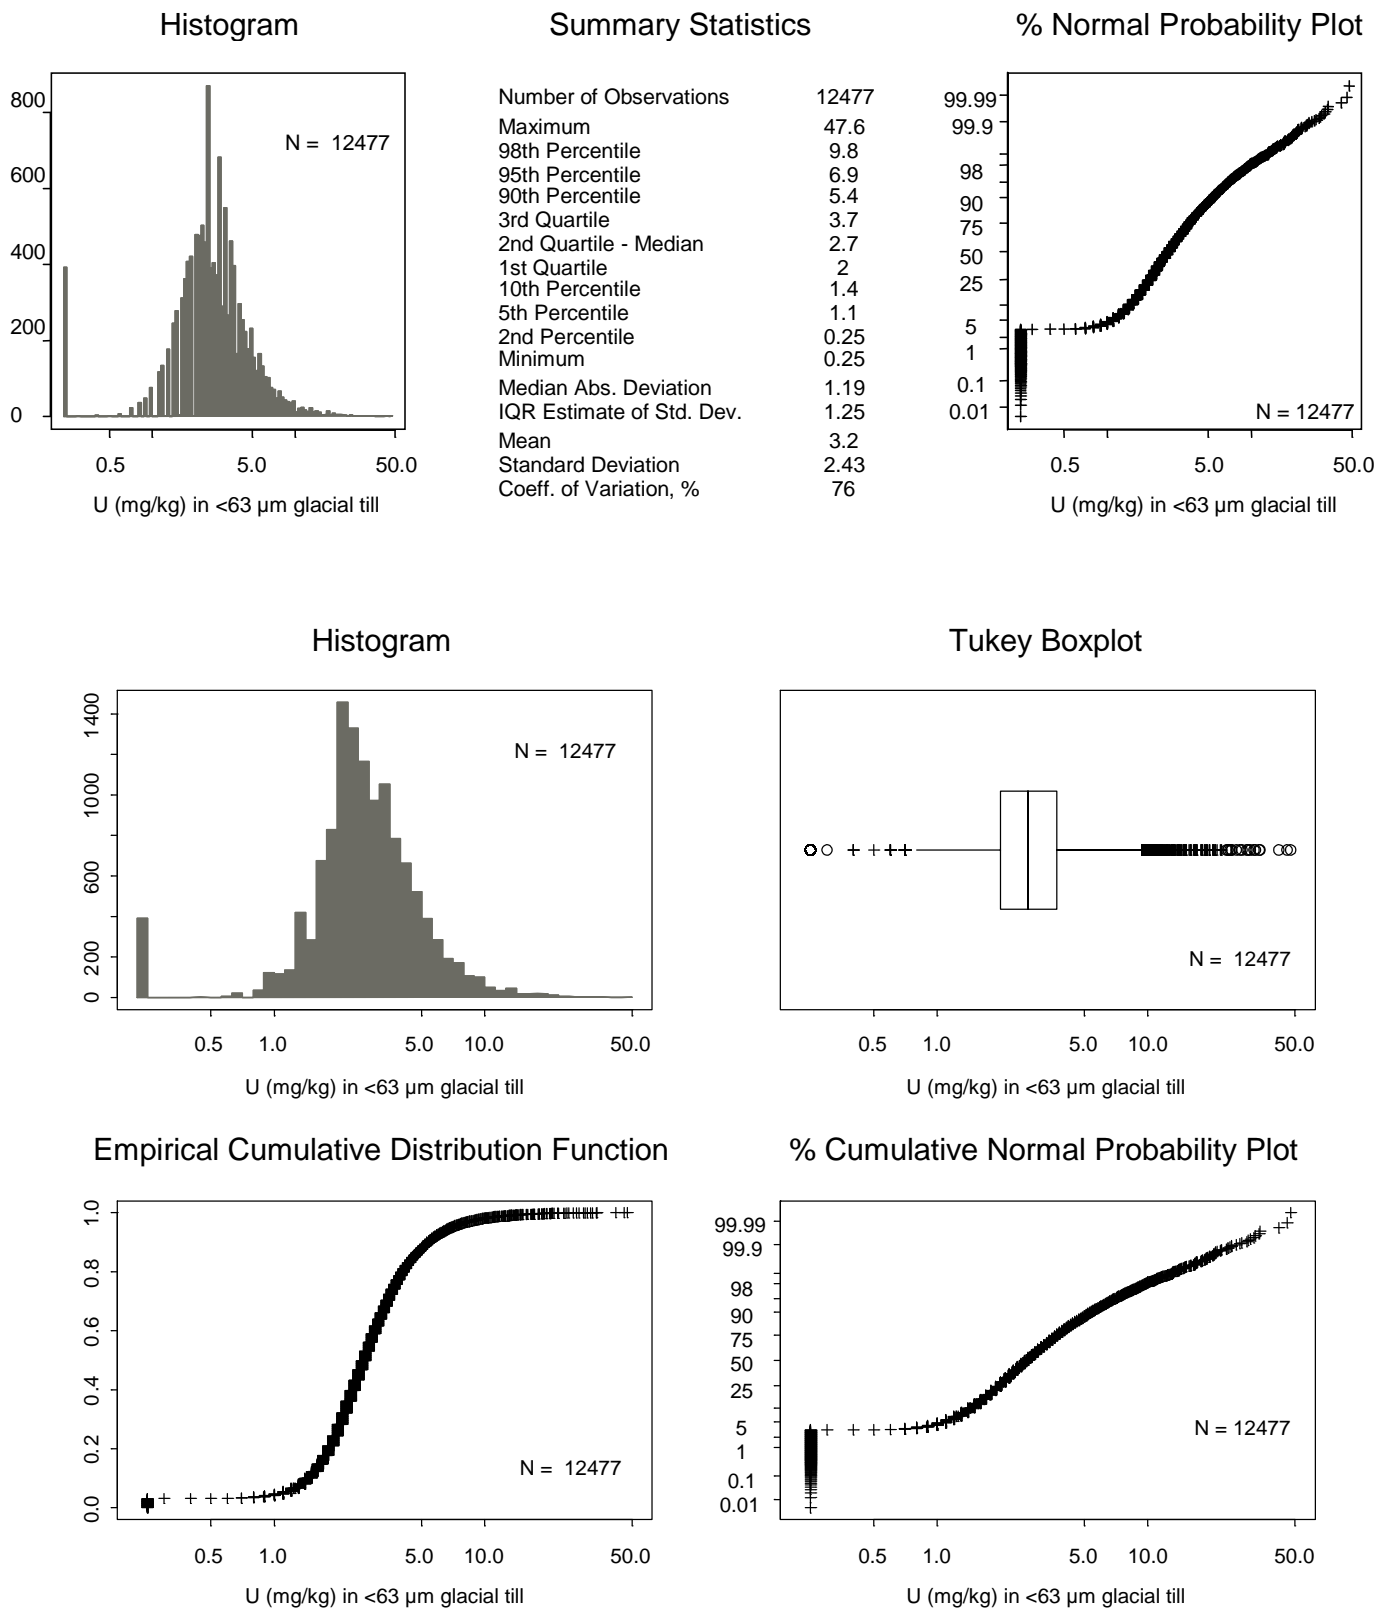 Histogram
800
600
400
200
0
N = 12477
0.5 5.0 50.0
U (mg/kg) in <63 µm glacial till
Summary Statistics
Number of Observations 12477
Maximum 47.6
98th Percentile 9.8
95th Percentile 6.9
90th Percentile 5.4
3rd Quartile 3.7
2nd Quartile - Median 2.7
1st Quartile 2
10th Percentile 1.4
5th Percentile 1.1
2nd Percentile 0.25
Minimum 0.25
Median Abs. Deviation 1.19
IQR Estimate of Std. Dev. 1.25
Mean 3.2
Standard Deviation 2.43
Coeff. of Variation, % 76
% Normal Probability Plot
99.99
99.9
98
90
75
50
25
5
1
0.1
0.01
N = 12477
0.5 5.0 50.0
U (mg/kg) in <63 µm glacial till
Histogram
1400
1000
600
200
0
N = 12477
0.5 1.0 5.0 10.0 50.0
U (mg/kg) in <63 µm glacial till
Tukey Boxplot
N = 12477
0.5 1.0 5.0 10.0 50.0
U (mg/kg) in <63 µm glacial till
Empirical Cumulative Distribution Function
1.0
0.8
0.6
0.4
0.2
0.0
N = 12477
0.5 1.0 5.0 10.0 50.0
U (mg/kg) in <63 µm glacial till
% Cumulative Normal Probability Plot
99.99
99.9
98
90
75
50
25
5
1
0.1
0.01
N = 12477
0.5 1.0 5.0 10.0 50.0
U (mg/kg) in <63 µm glacial till